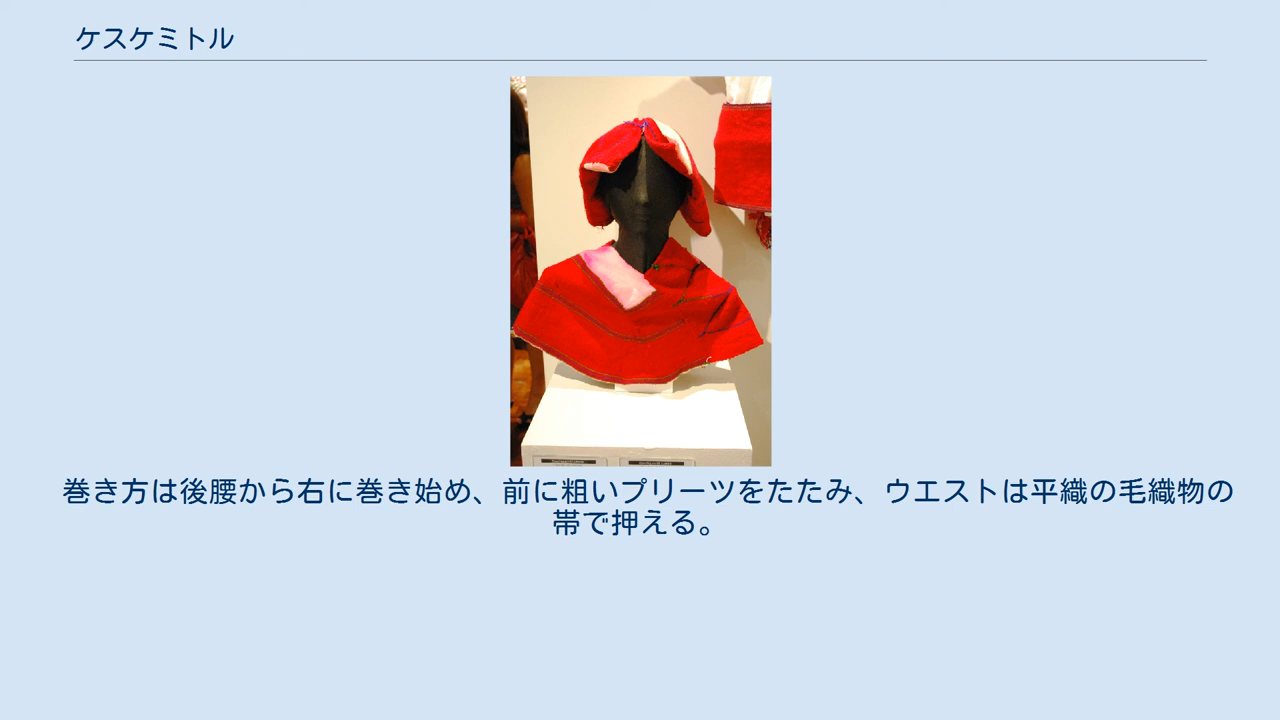 ケスケミトル
巻き方は後腰から右に巻き始め、前に粗いプリーツをたたみ、ウエストは平織の毛織物の
帯で押える。